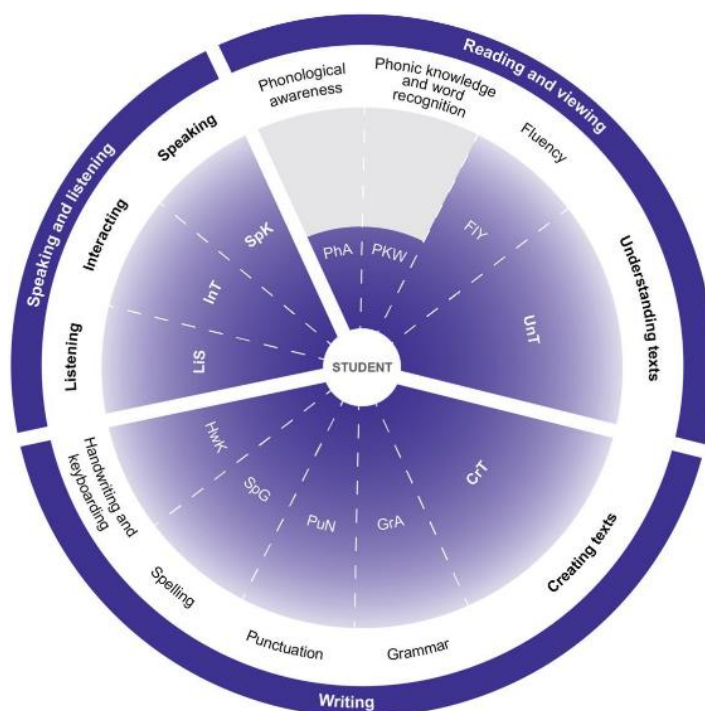 Reading and viewing
Phonological
awareness
Phonic knowledge
and word
recognition
Fluency
Understanding texts
PhA
PKW
FlY
UnT
Speaking and listening
Speaking
Interacting
Listening
SpK
InT
LiS
STUDENT
Writing
Handwriting and
keyboarding
Spelling
Punctuation
Grammar
Creating texts
HwK
SpG
PuN
GrA
CrT